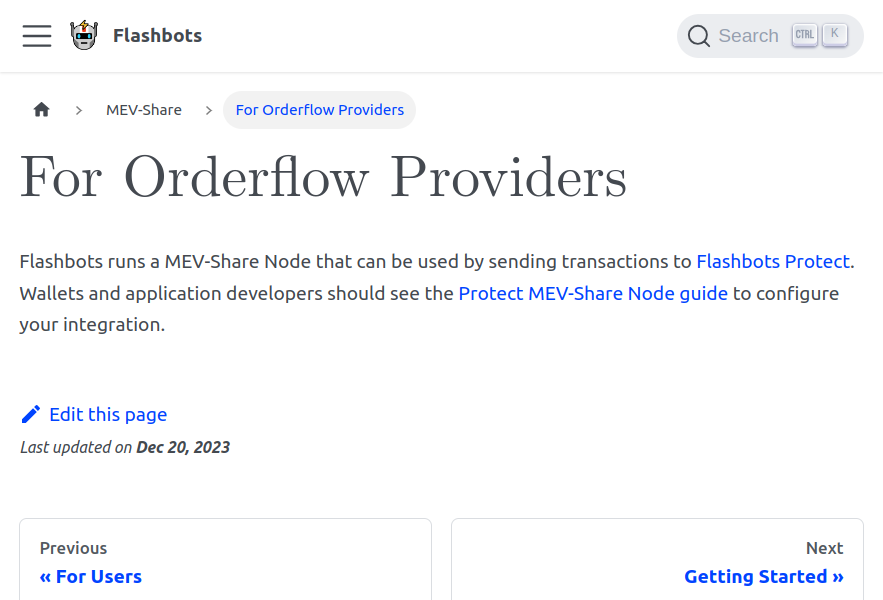 Flashbots
Search CTRL K
MEV-Share For Orderflow Providers
For Orderflow Providers
Flashbots runs a MEV-Share Node that can be used by sending transactions to Flashbots Protect.
Wallets and application developers should see the Protect MEV-Share Node guide to configure
your integration.
Edit this page
Last updated on Dec 20, 2023
Previous
« For Users
Next
Getting Started »